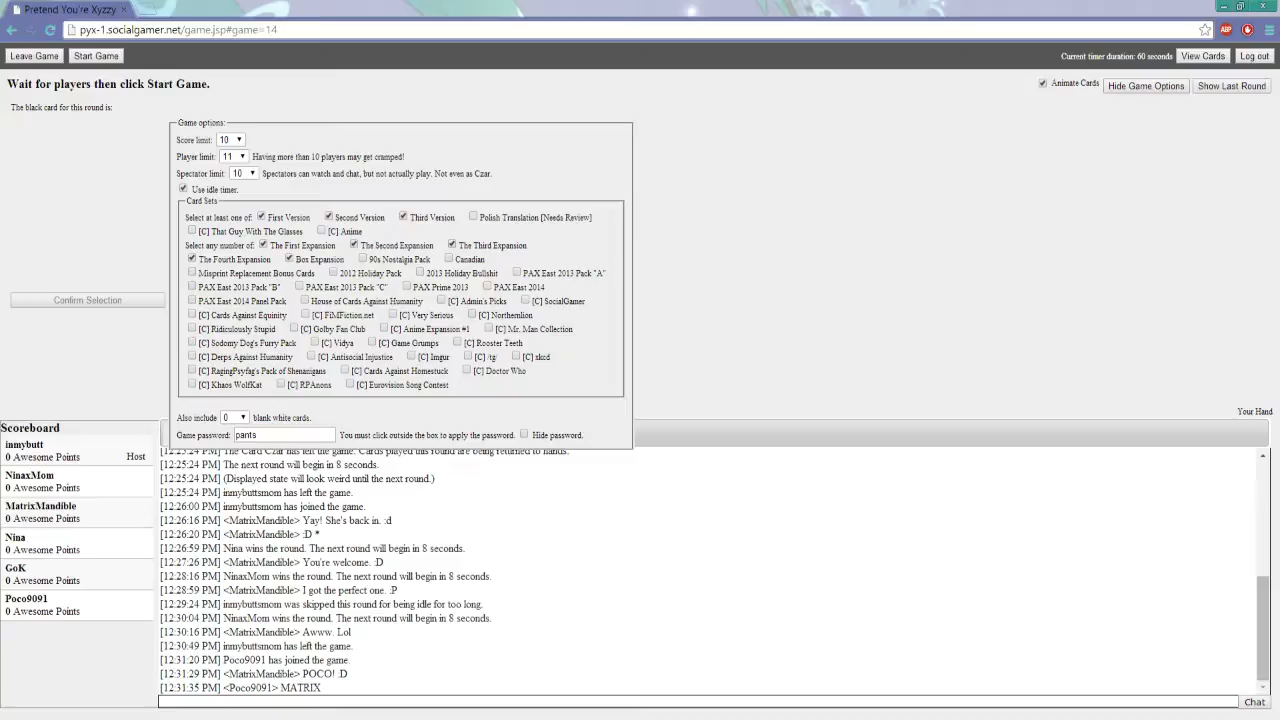 Pretend You're Xyzzy ×
pyx-1.socialgamer.net/game.jsp#game=14
ABP
Leave Game Start Game Current timer duration: 60 seconds View Cards Log out
Wait for players then click Start Game. Animate Cards Hide Game Options Show Last Round
The black card for this round is:
Game options:
Score limit: 10
Player limit: 11 Having more than 10 players may get cramped!
Spectator limit: 10 Spectators can watch and chat, but not actually play. Not even as Czar.
Use idle timer.
Card Sets
Select at least one of: First Version Second Version Third Version Polish Translation [Needs Review]
[C] That Guy With The Glasses [C] Anime
Select any number of: The First Expansion The Second Expansion The Third Expansion
The Fourth Expansion Box Expansion 90s Nostalgia Pack Canadian
Misprint Replacement Bonus Cards 2012 Holiday Pack 2013 Holiday Bullshit PAX East 2013 Pack "A"
PAX East 2013 Pack "B" PAX East 2013 Pack "C" PAX Prime 2013 PAX East 2014
PAX East 2014 Panel Pack House of Cards Against Humanity [C] Admin's Picks [C] SocialGamer
[C] Cards Against Equinity [C] FiMFiction.net [C] Very Serious [C] Northernlion
[C] Ridiculously Stupid [C] Golby Fan Club [C] Anime Expansion #1 [C] Mr. Man Collection
[C] Sodomy Dog's Furry Pack [C] Vidya [C] Game Grumps [C] Rooster Teeth
[C] Derps Against Humanity [C] Antisocial Injustice [C] Imgur [C] /tg/ [C] xkcd
[C] RagingPsyfag's Pack of Shenanigans [C] Cards Against Homestuck [C] Doctor Who
[C] Khaos WolfKat [C] RPAnons [C] Eurovision Song Contest
Also include 0 blank white cards.
Game password: pants You must click outside the box to apply the password. Hide password.
Confirm Selection
Your Hand
Scoreboard
inmybutt
0 Awesome Points Host
NinaxMom
0 Awesome Points
MatrixMandible
0 Awesome Points
Nina
0 Awesome Points
GoK
0 Awesome Points
Poco9091
0 Awesome Points
[12:25:24 PM] The Card Czar has left the game. Cards played this round are being returned to hands.
[12:25:24 PM] The next round will begin in 8 seconds.
[12:25:24 PM] (Displayed state will look weird until the next round.)
[12:25:24 PM] inmybuttsmom has left the game.
[12:26:00 PM] inmybuttsmom has joined the game.
[12:26:16 PM] <MatrixMandible> Yay! She's back in. :d
[12:26:20 PM] <MatrixMandible> :D *
[12:26:59 PM] Nina wins the round. The next round will begin in 8 seconds.
[12:27:26 PM] <MatrixMandible> You're welcome. :D
[12:28:16 PM] NinaxMom wins the round. The next round will begin in 8 seconds.
[12:28:59 PM] <MatrixMandible> I got the perfect one. :P
[12:29:24 PM] inmybuttsmom was skipped this round for being idle for too long.
[12:30:04 PM] NinaxMom wins the round. The next round will begin in 8 seconds.
[12:30:16 PM] <MatrixMandible> Awww. Lol
[12:30:49 PM] inmybuttsmom has left the game.
[12:31:20 PM] Poco9091 has joined the game.
[12:31:29 PM] <MatrixMandible> POCO! :D
[12:31:35 PM] <Poco9091> MATRIX
Chat